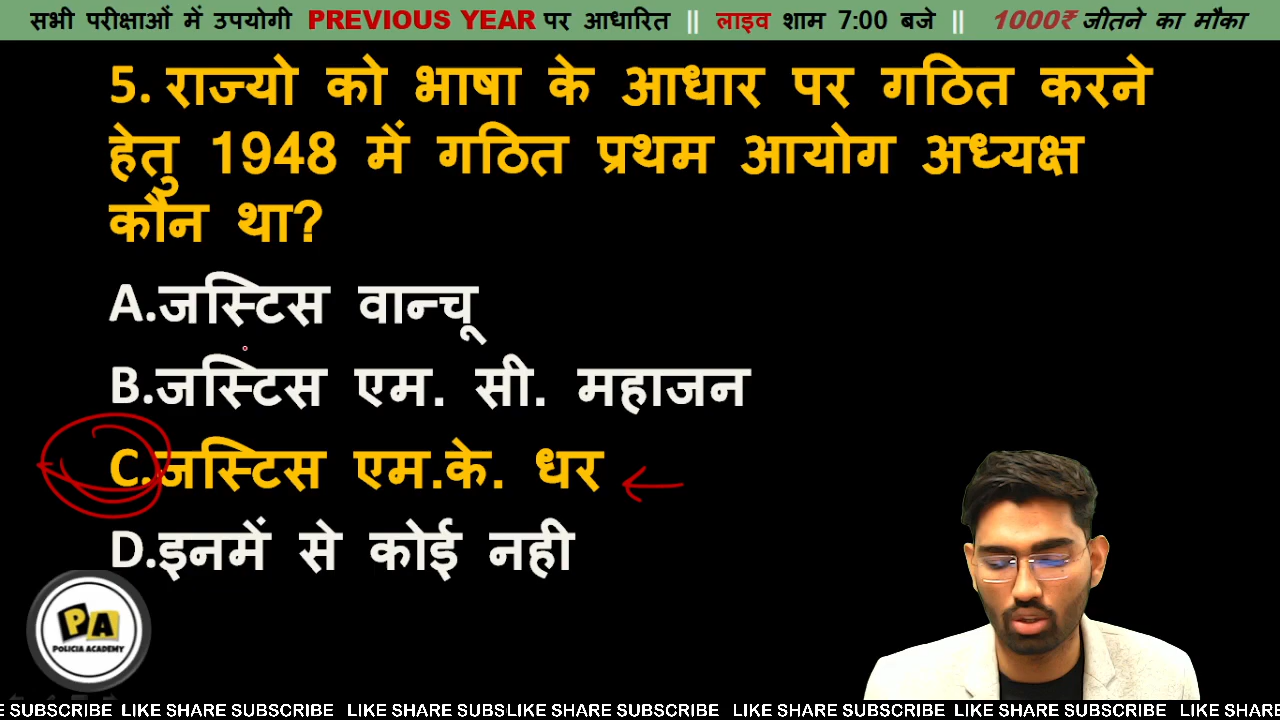 सभी परीक्षाओं में उपयोगी PREVIOUS YEAR पर आधारित || लाइव शाम 7:00 बजे || 1000₹ जीतने का मौका
5. राज्यो को भाषा के आधार पर गठित करने
हेतु 1948 में गठित प्रथम आयोग अध्यक्ष
कौन था?
A.जस्टिस वान्चू
B.जस्टिस एम. सी. महाजन
C.जस्टिस एम.के. धर
D.इनमें से कोई नही
PA
POLICIA ACADEMY
E SUBSCRIBE LIKE SHARE SUBSCRIBE LIKE SHARE SUBSLIKE SHARE SUBSCRIBE LIKE SHARE SUBSCRIBE LIKE SHARE SUBSCRIBE LIKE SHARE